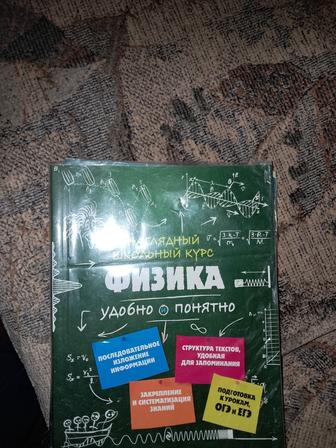 НАГЛЯДНЫЙ
ШКОЛЬНЫЙ КУРС
ФИЗИКА
УДОБНО И ПОНЯТНО
ПОСЛЕДОВАТЕЛЬНОЕ
ИЗЛОЖЕНИЕ
ИНФОРМАЦИИ
СТРУКТУРА ТЕКСТОВ,
УДОБНАЯ
ДЛЯ ЗАПОМИНАНИЯ
ЗАКРЕПЛЕНИЕ
И СИСТЕМАТИЗАЦИЯ
ЗНАНИЙ
ПОДГОТОВКА
К УРОКАМ,
ОГЭ и ЕГЭ